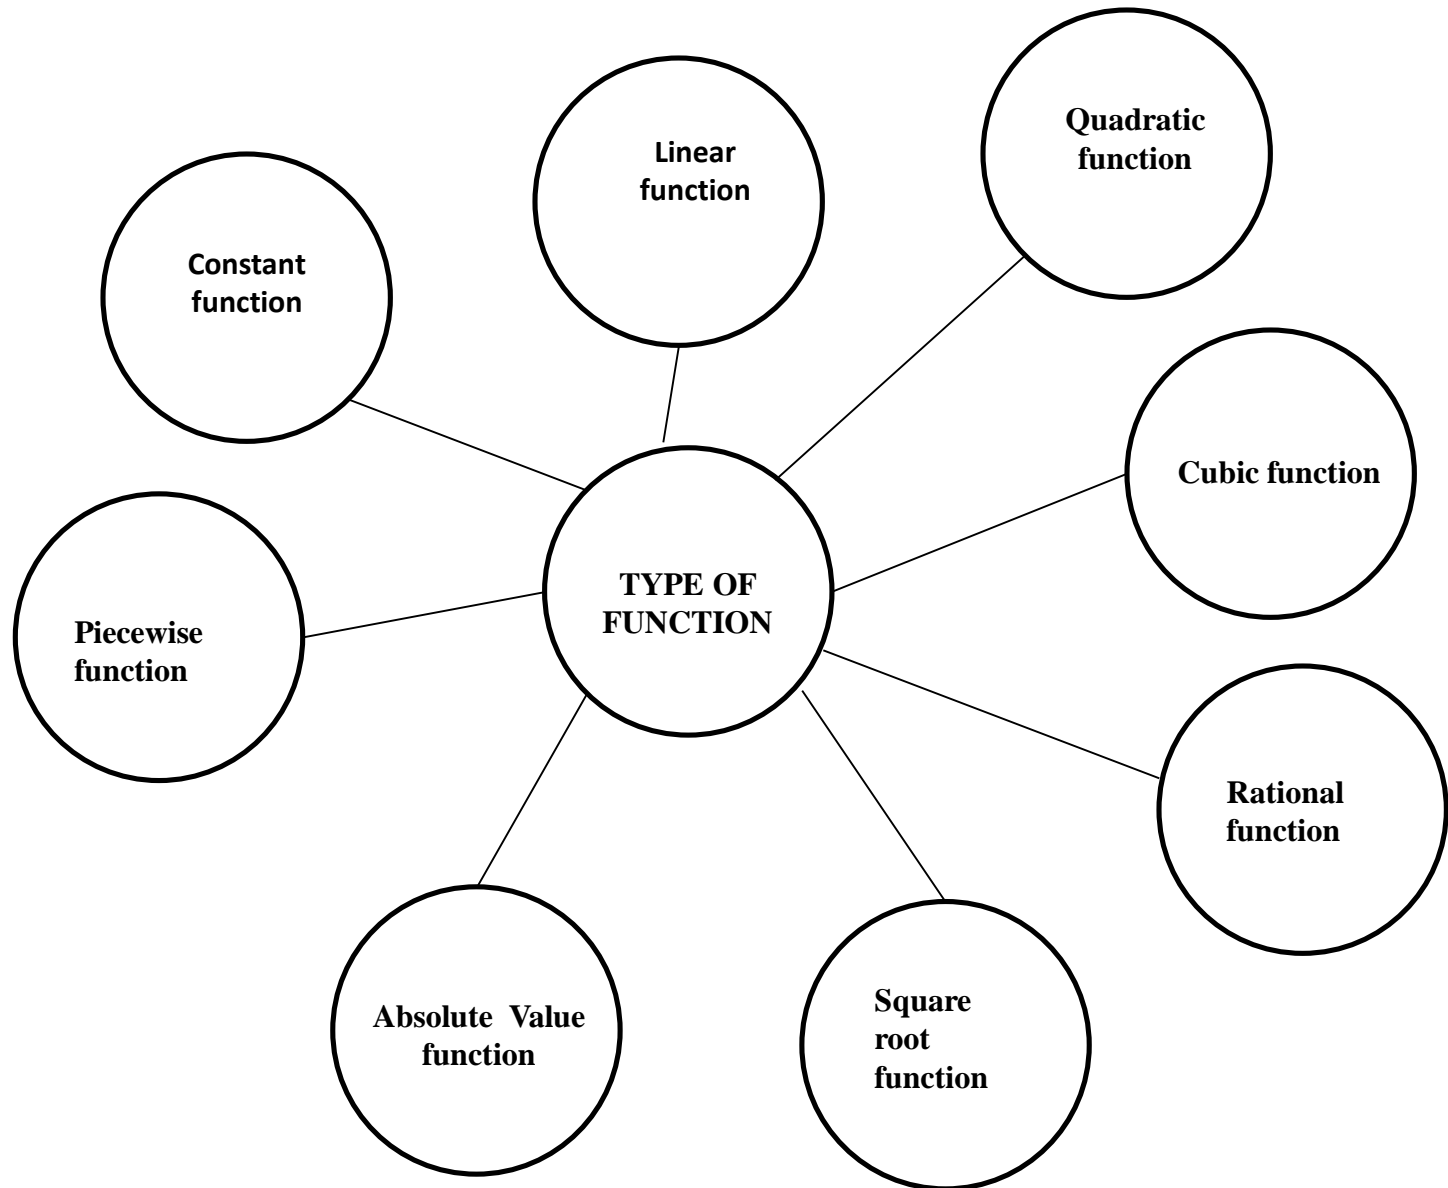 Quadratic
function
Linear
function
Constant
function
Cubic function
TYPE OF
FUNCTION
Piecewise
function
Rational
function
Absolute  Value
function
Square
root
function